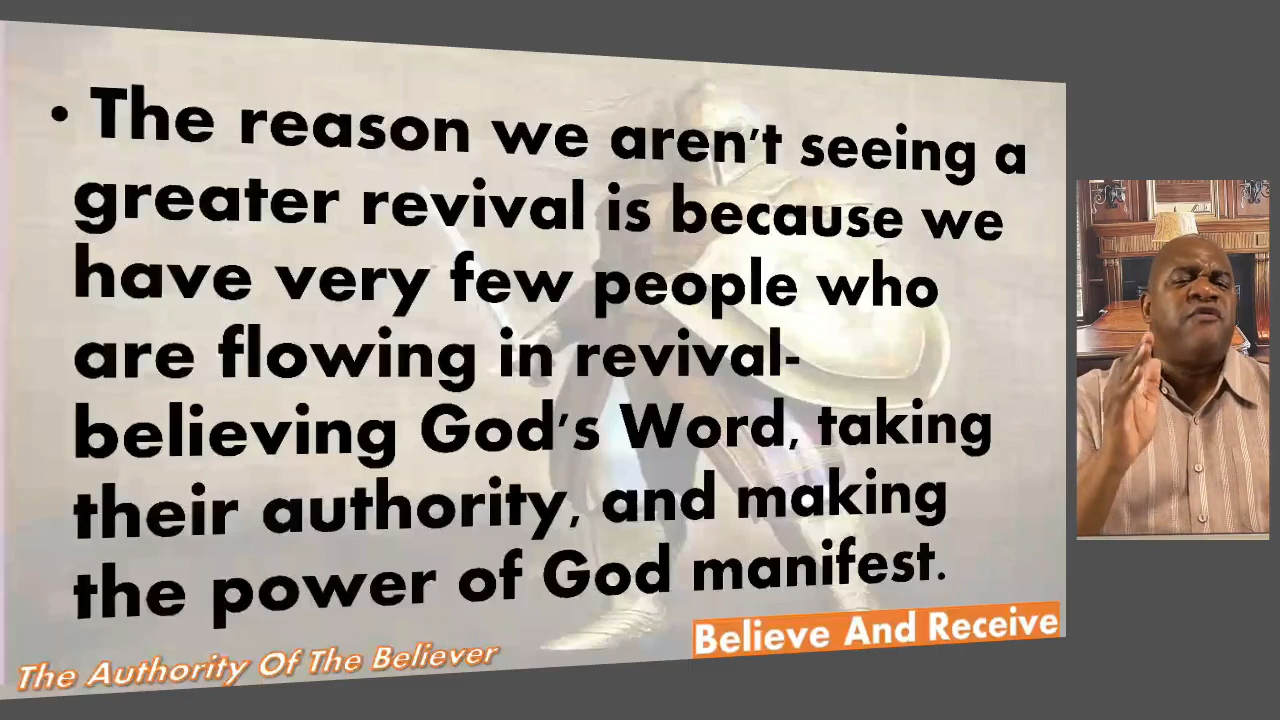 • The reason we aren't seeing a
greater revival is because we
have very few people who
are flowing in revival-
believing God's Word, taking
their authority, and making
the power of God manifest.
The Authority Of The Believer
Believe And Receive